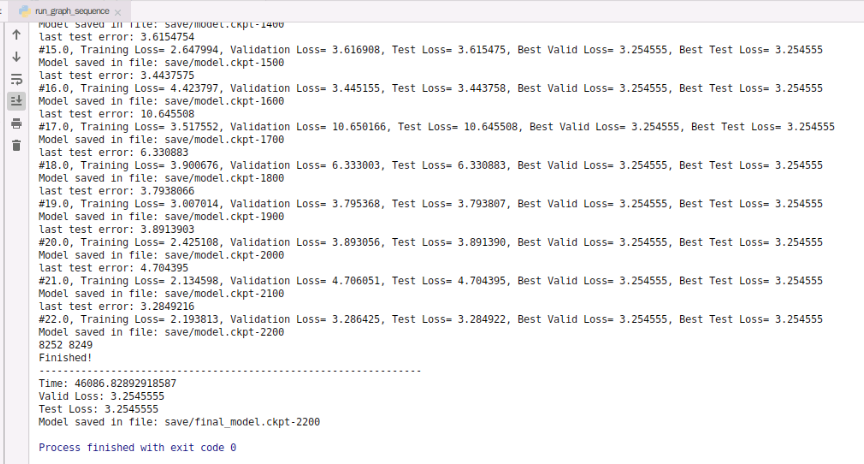 run_graph_sequence
Model saved in file: save/model.ckpt-1400
last test error: 3.6154754
#15.0, Training Loss= 2.647994, Validation Loss= 3.616908, Test Loss= 3.615475, Best Valid Loss= 3.254555, Best Test Loss= 3.254555
Model saved in file: save/model.ckpt-1500
last test error: 3.4437575
#16.0, Training Loss= 4.423797, Validation Loss= 3.445155, Test Loss= 3.443758, Best Valid Loss= 3.254555, Best Test Loss= 3.254555
Model saved in file: save/model.ckpt-1600
last test error: 10.645508
#17.0, Training Loss= 3.517552, Validation Loss= 10.650166, Test Loss= 10.645508, Best Valid Loss= 3.254555, Best Test Loss= 3.254555
Model saved in file: save/model.ckpt-1700
last test error: 6.330883
#18.0, Training Loss= 3.900676, Validation Loss= 6.333003, Test Loss= 6.330883, Best Valid Loss= 3.254555, Best Test Loss= 3.254555
Model saved in file: save/model.ckpt-1800
last test error: 3.7938066
#19.0, Training Loss= 3.007014, Validation Loss= 3.795368, Test Loss= 3.793807, Best Valid Loss= 3.254555, Best Test Loss= 3.254555
Model saved in file: save/model.ckpt-1900
last test error: 3.8913903
#20.0, Training Loss= 2.425108, Validation Loss= 3.893056, Test Loss= 3.891390, Best Valid Loss= 3.254555, Best Test Loss= 3.254555
Model saved in file: save/model.ckpt-2000
last test error: 4.704395
#21.0, Training Loss= 2.134598, Validation Loss= 4.706051, Test Loss= 4.704395, Best Valid Loss= 3.254555, Best Test Loss= 3.254555
Model saved in file: save/model.ckpt-2100
last test error: 3.2849216
#22.0, Training Loss= 2.193813, Validation Loss= 3.286425, Test Loss= 3.284922, Best Valid Loss= 3.254555, Best Test Loss= 3.254555
Model saved in file: save/model.ckpt-2200
8252 8249
Finished!
----------------------------------------------------------------
Time: 46086.82892918587
Valid Loss: 3.2545555
Test Loss: 3.2545555
Model saved in file: save/final_model.ckpt-2200
Process finished with exit code 0